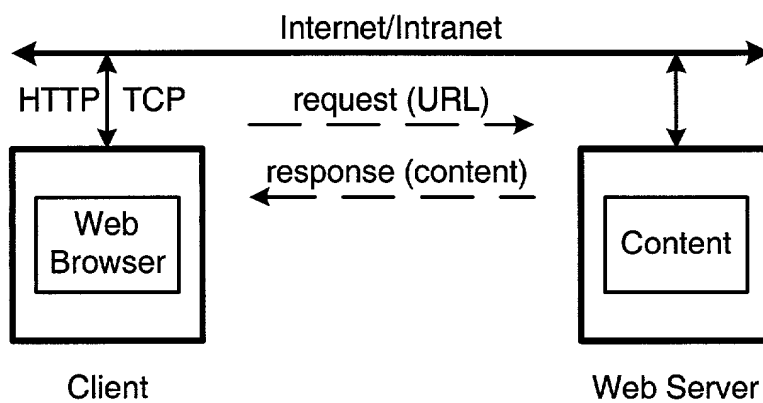 Internet/Intranet
HTTP TCP
request (URL)
response (content)
Web
Browser
Content
Client
Web Server